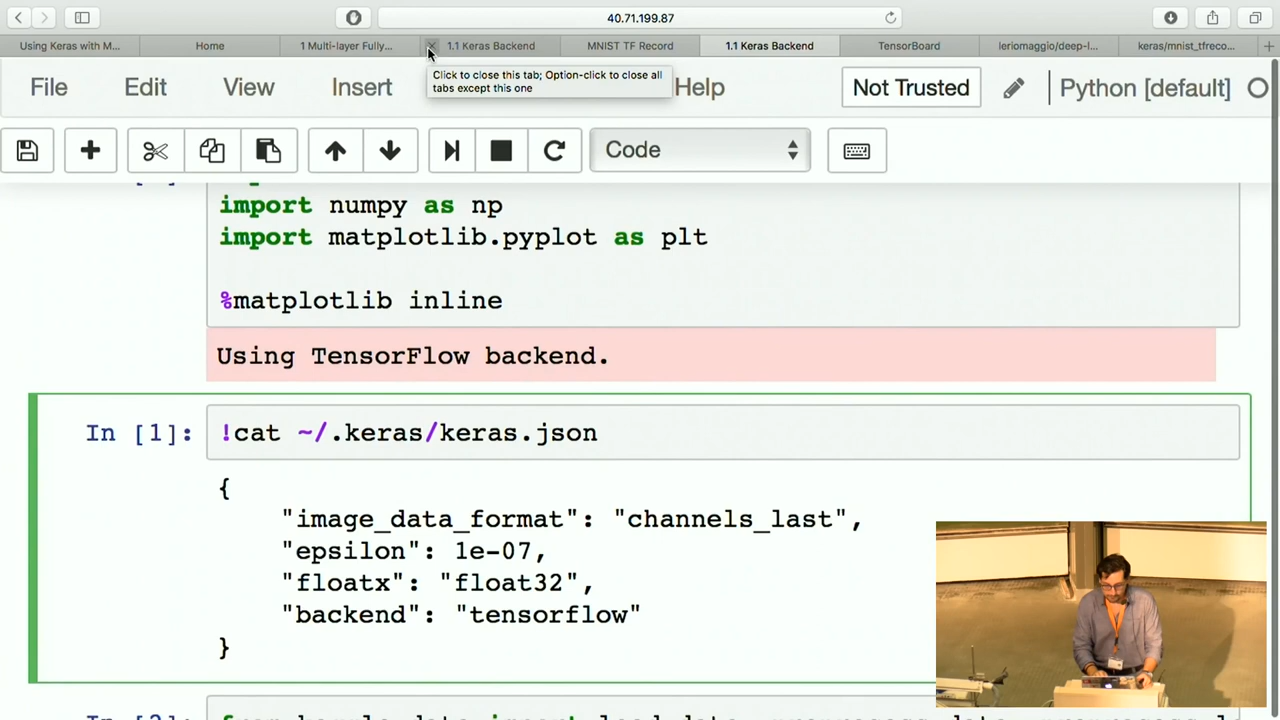 40.71.199.87
Using Keras with M...
Home
1 Multi-layer Fully...
1.1 Keras Backend
MNIST TF Record
1.1 Keras Backend
TensorBoard
leriomaggio/deep-l...
keras/mnist_tfreco...
Click to close this tab; Option-click to close all
tabs except this one
File Edit View Insert Help
Not Trusted
Python [default]
Code
import numpy as np
import matplotlib.pyplot as plt
%matplotlib inline
Using TensorFlow backend.
In [1]: !cat ~/.keras/keras.json
{
"image_data_format": "channels_last",
"epsilon": 1e-07,
"floatx": "float32",
"backend": "tensorflow"
}